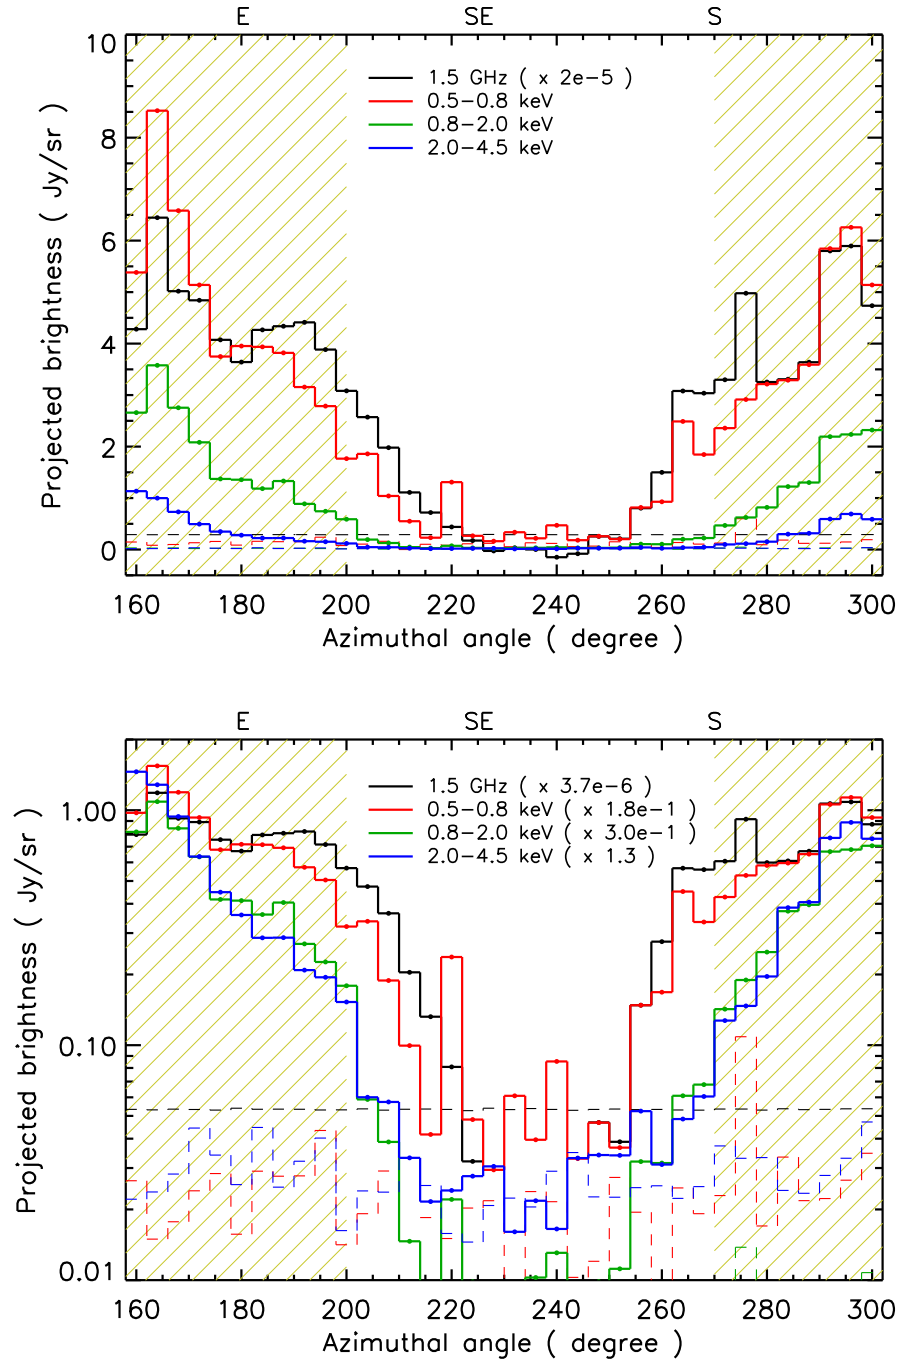 E SE S
10
8
6
4
2
0
Projected brightness ( Jy/sr )
1.5 GHz ( x 2e−5 )
0.5−0.8 keV
0.8−2.0 keV
2.0−4.5 keV
160 180 200 220 240 260 280 300
Azimuthal angle ( degree )
E SE S
1.00
0.10
0.01
Projected brightness ( Jy/sr )
1.5 GHz ( x 3.7e−6 )
0.5−0.8 keV ( x 1.8e−1 )
0.8−2.0 keV ( x 3.0e−1 )
2.0−4.5 keV ( x 1.3 )
160 180 200 220 240 260 280 300
Azimuthal angle ( degree )